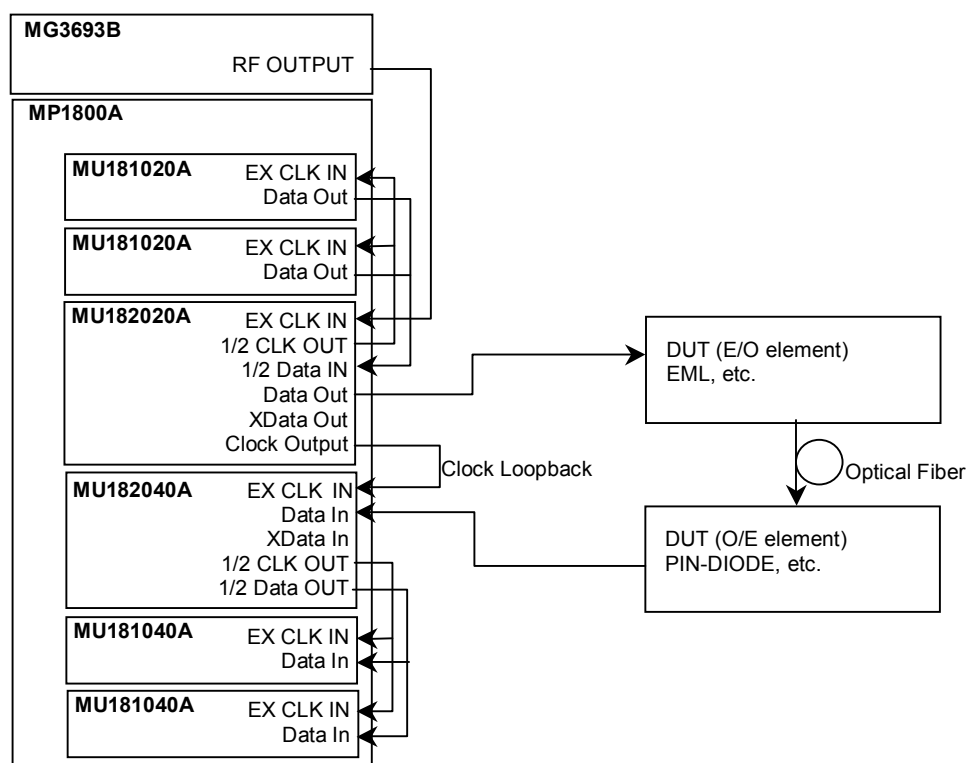 MG3693B
RF OUTPUT
MP1800A
MU181020A
EX CLK IN
Data Out
MU181020A
EX CLK IN
Data Out
MU182020A
EX CLK IN
1/2 CLK OUT
1/2 Data IN
Data Out
XData Out
Clock Output
Clock Loopback
MU182040A
EX CLK IN
Data In
XData In
1/2 CLK OUT
1/2 Data OUT
MU181040A
EX CLK IN
Data In
MU181040A
EX CLK IN
Data In
DUT (E/O element)
EML, etc.
Optical Fiber
DUT (O/E element)
PIN-DIODE, etc.